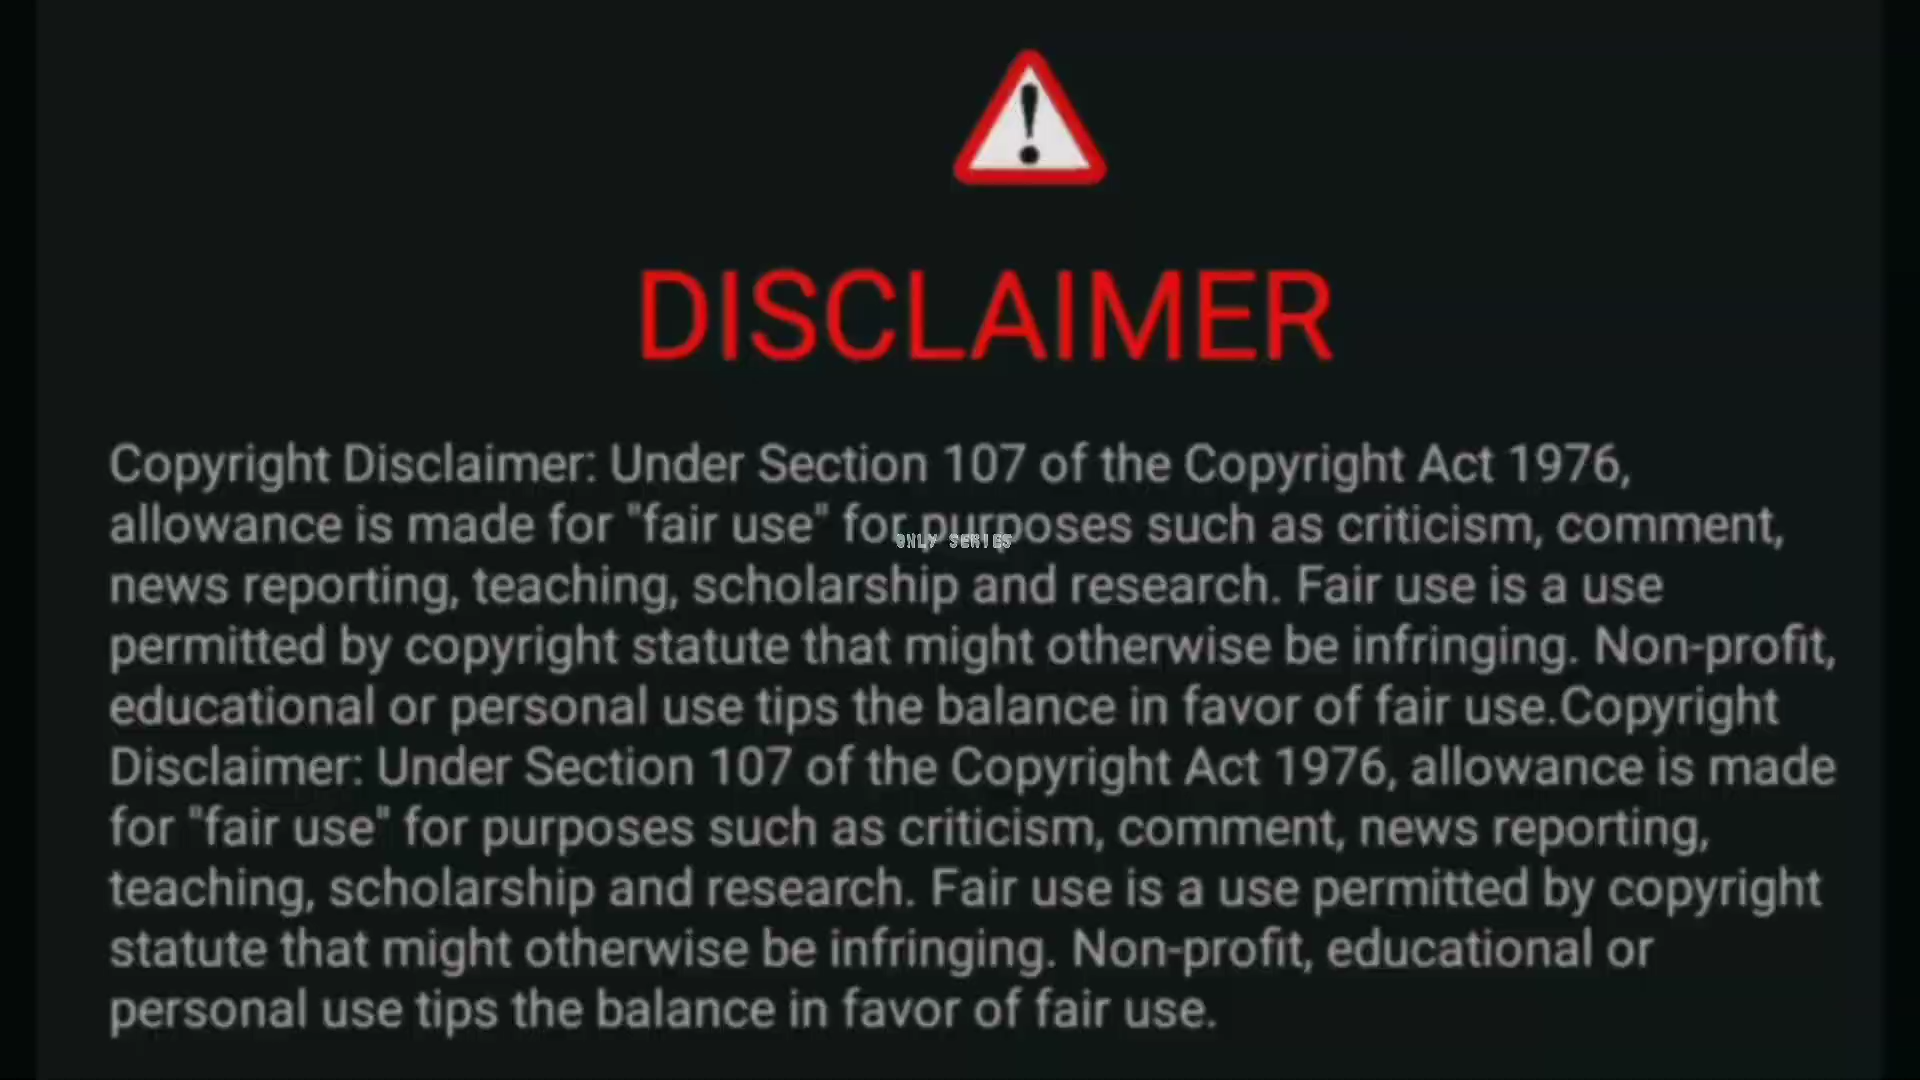 DISCLAIMER
Copyright Disclaimer: Under Section 107 of the Copyright Act 1976,
allowance is made for "fair use" for purposes such as criticism, comment,
ONLY SERIES
news reporting, teaching, scholarship and research. Fair use is a use
permitted by copyright statute that might otherwise be infringing. Non-profit,
educational or personal use tips the balance in favor of fair use.Copyright
Disclaimer: Under Section 107 of the Copyright Act 1976, allowance is made
for "fair use" for purposes such as criticism, comment, news reporting,
teaching, scholarship and research. Fair use is a use permitted by copyright
statute that might otherwise be infringing. Non-profit, educational or
personal use tips the balance in favor of fair use.